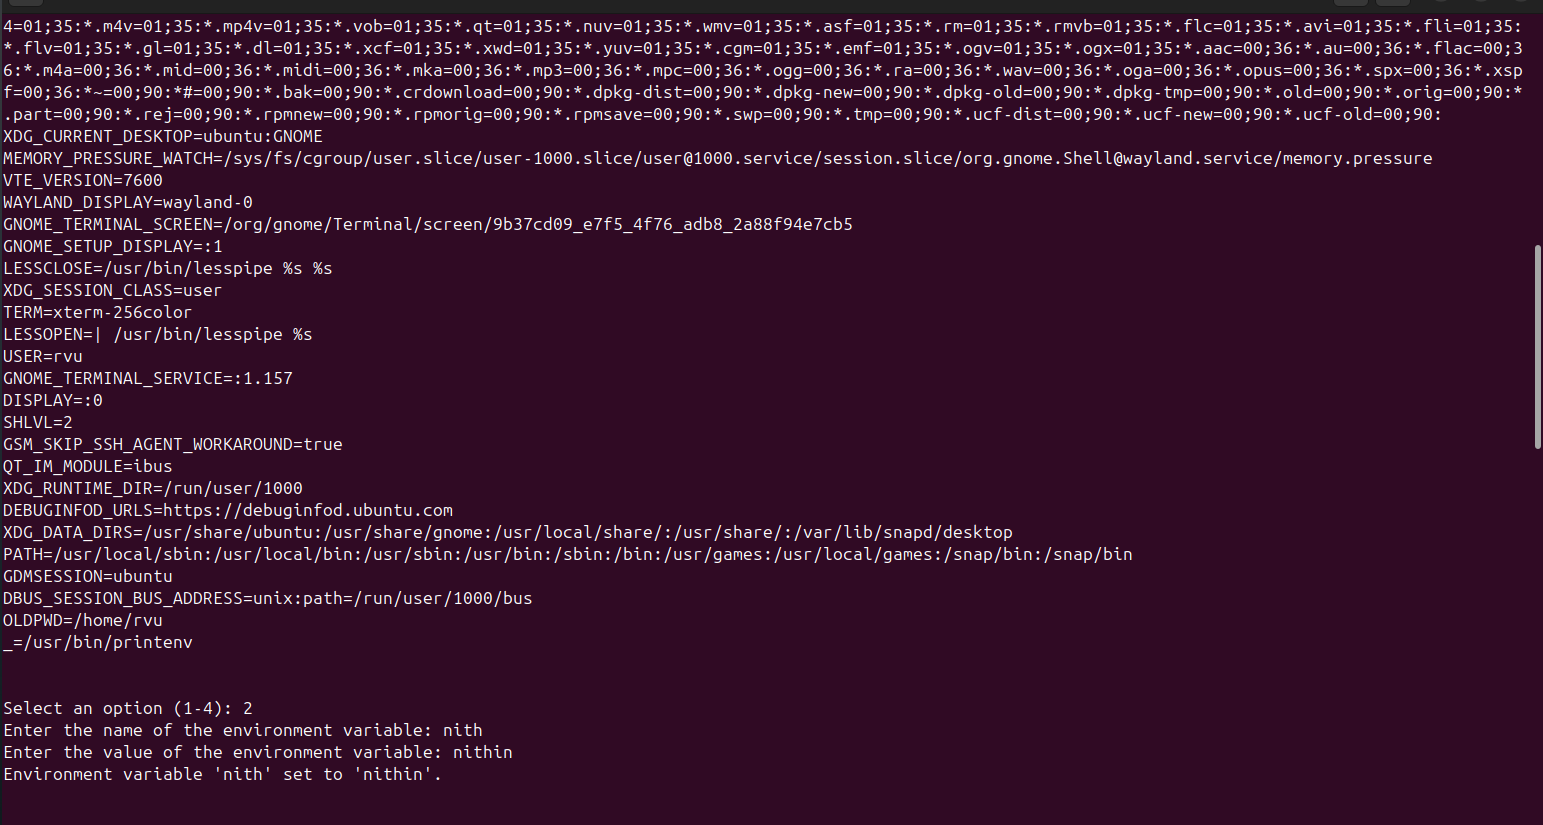 4=01;35:*.m4v=01;35:*.mp4v=01;35:*.vob=01;35:*.qt=01;35:*.nuv=01;35:*.wmv=01;35:*.asf=01;35:*.rm=01;35:*.rmvb=01;35:*.flc=01;35:*.avi=01;35:*.fli=01;35:
*.flv=01;35:*.gl=01;35:*.dl=01;35:*.xcf=01;35:*.xwd=01;35:*.yuv=01;35:*.cgm=01;35:*.emf=01;35:*.ogv=01;35:*.ogx=01;35:*.aac=00;36:*.au=00;36:*.flac=00;3
6:*.m4a=00;36:*.mid=00;36:*.midi=00;36:*.mka=00;36:*.mp3=00;36:*.mpc=00;36:*.ogg=00;36:*.ra=00;36:*.wav=00;36:*.oga=00;36:*.opus=00;36:*.spx=00;36:*.xsp
f=00;36:*~=00;90:*#=00;90:*.bak=00;90:*.crdownload=00;90:*.dpkg-dist=00;90:*.dpkg-new=00;90:*.dpkg-old=00;90:*.dpkg-tmp=00;90:*.old=00;90:*.orig=00;90:*
.part=00;90:*.rej=00;90:*.rpmnew=00;90:*.rpmorig=00;90:*.rpmsave=00;90:*.swp=00;90:*.tmp=00;90:*.ucf-dist=00;90:*.ucf-new=00;90:*.ucf-old=00;90:
XDG_CURRENT_DESKTOP=ubuntu:GNOME
MEMORY_PRESSURE_WATCH=/sys/fs/cgroup/user.slice/user-1000.slice/user@1000.service/session.slice/org.gnome.Shell@wayland.service/memory.pressure
VTE_VERSION=7600
WAYLAND_DISPLAY=wayland-0
GNOME_TERMINAL_SCREEN=/org/gnome/Terminal/screen/9b37cd09_e7f5_4f76_adb8_2a88f94e7cb5
GNOME_SETUP_DISPLAY=:1
LESSCLOSE=/usr/bin/lesspipe %s %s
XDG_SESSION_CLASS=user
TERM=xterm-256color
LESSOPEN=| /usr/bin/lesspipe %s
USER=rvu
GNOME_TERMINAL_SERVICE=:1.157
DISPLAY=:0
SHLVL=2
GSM_SKIP_SSH_AGENT_WORKAROUND=true
QT_IM_MODULE=ibus
XDG_RUNTIME_DIR=/run/user/1000
DEBUGINFOD_URLS=https://debuginfod.ubuntu.com
XDG_DATA_DIRS=/usr/share/ubuntu:/usr/share/gnome:/usr/local/share/:/usr/share/:/var/lib/snapd/desktop
PATH=/usr/local/sbin:/usr/local/bin:/usr/sbin:/usr/bin:/sbin:/bin:/usr/games:/usr/local/games:/snap/bin:/snap/bin
GDMSESSION=ubuntu
DBUS_SESSION_BUS_ADDRESS=unix:path=/run/user/1000/bus
OLDPWD=/home/rvu
_=/usr/bin/printenv
Select an option (1-4): 2
Enter the name of the environment variable: nith
Enter the value of the environment variable: nithin
Environment variable 'nith' set to 'nithin'.